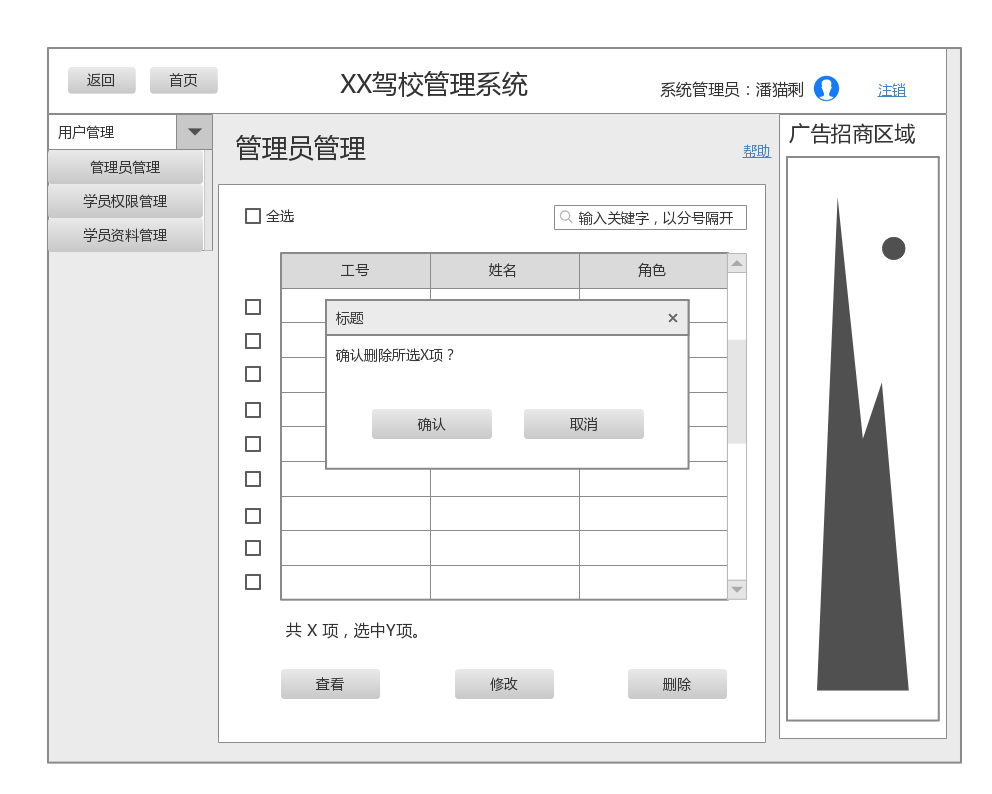 返回
首页
XX驾校管理系统
系统管理员：潘猫剩
注销
用户管理
管理员管理
学员权限管理
学员资料管理
管理员管理
帮助
广告招商区域
全选
输入关键字，以分号隔开
工号 姓名 角色
标题
×
确认删除所选X项？
确认
取消
共 X 项，选中Y项。
查看
修改
删除